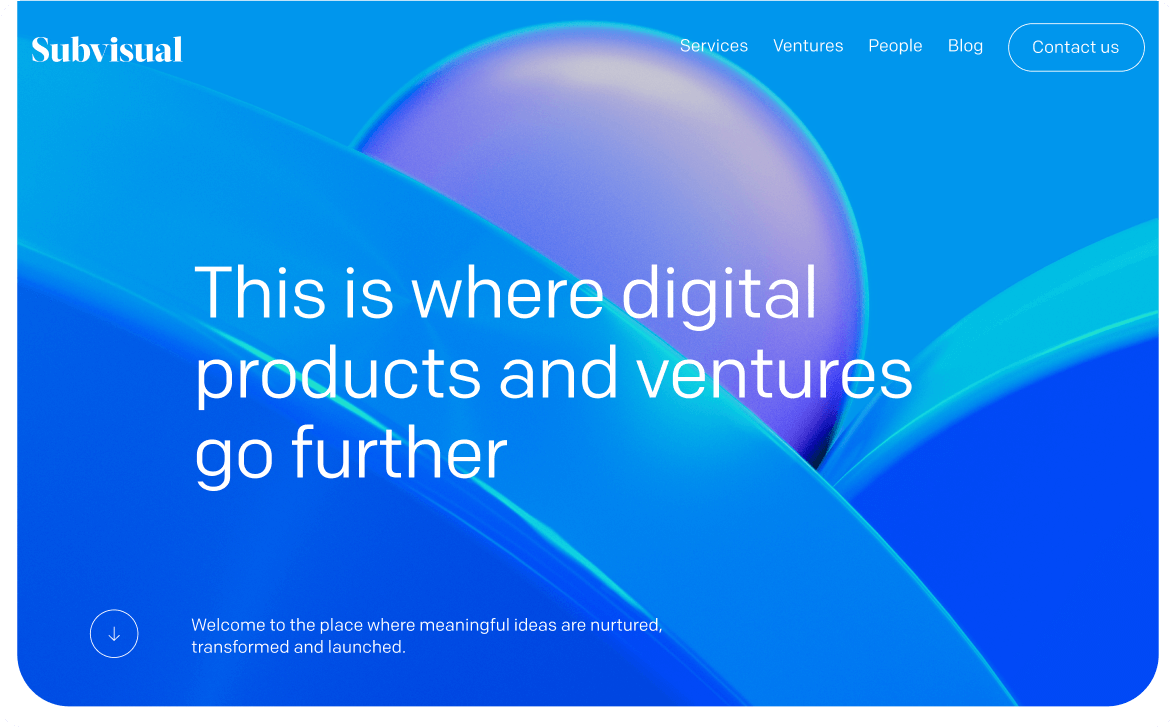 Subvisual
Services
Ventures
People
Blog
Contact us
This is where digital
products and ventures
go further
Welcome to the place where meaningful ideas are nurtured,
transformed and launched.